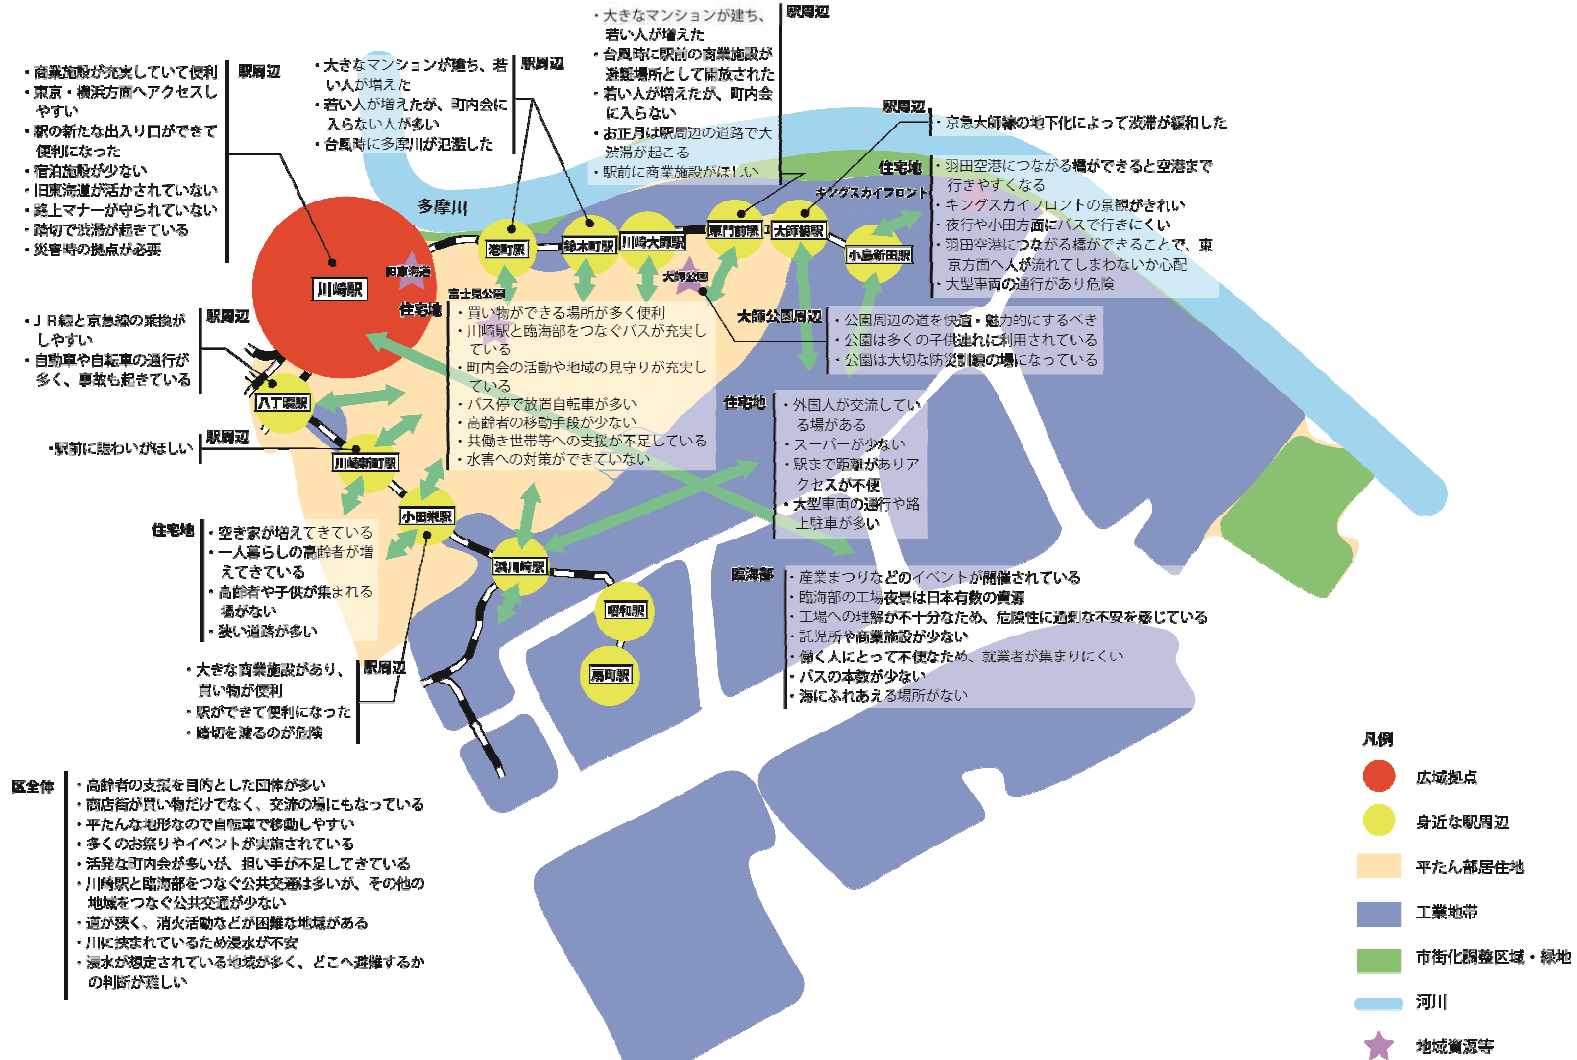 駅周辺
・商業施設が充実していて便利
・東京・横浜方面へアクセスし
やすい
・駅の新たな出入り口ができて
便利になった
・宿泊施設が少ない
・旧東海道が活かされていない
・路上マナーが守られていない
・踏切で渋滞が起きている
・災害時の拠点が必要
駅周辺
・大きなマンションが建ち、若
い人が増えた
・若い人が増えたが、町内会に
入らない人が多い
・台風時に多摩川が氾濫した
駅周辺
・大きなマンションが建ち、
若い人が増えた
・台風時に駅前の商業施設が
避難場所として開放された
・若い人が増えたが、町内会
に入らない
・お正月は駅周辺の道路で大
渋滞が起こる
・駅前に商業施設がほしい
駅周辺
・京急大師線の地下化によって渋滞が緩和した
住宅地
・羽田空港につながる橋ができると空港まで
行きやすくなる
・キングスカイフロントの景観がきれい
・夜行や小田方面にバスで行きにくい
・羽田空港につながる橋ができることで、東
京方面へ人が流れてしまわないか心配
・大型車両の通行があり危険
キングスカイフロント
多摩川
港町駅
鈴木町駅
川崎大師駅
東門前駅
大師橋駅
小島新田駅
川崎駅
旧東海道
大師公園
富士見公園
住宅地
・買い物ができる場所が多く便利
・川崎駅と臨海部をつなぐバスが充実し
ている
・町内会の活動や地域の見守りが充実し
ている
・バス停で放置自転車が多い
・高齢者の移動手段が少ない
・共働き世帯等への支援が不足している
・水害への対策ができていない
大師公園周辺
・公園周辺の道を快適・魅力的にするべき
・公園は多くの子供連れに利用されている
・公園は大切な防災訓練の場になっている
駅周辺
・ＪＲ線と京急線の乗換が
しやすい
・自動車や自転車の通行が
多く、事故も起きている
八丁畷駅
駅周辺
・駅前に賑わいがほしい
川崎新町駅
小田栄駅
浜川崎駅
昭和駅
扇町駅
住宅地
・外国人が交流してい
る場がある
・スーパーが少ない
・駅まで距離がありア
クセスが不便
・大型車両の通行や路
上駐車が多い
住宅地
・空き家が増えてきている
・一人暮らしの高齢者が増
えてきている
・高齢者や子供が集まれる
場がない
・狭い道路が多い
臨海部
・産業まつりなどのイベントが開催されている
・臨海部の工場夜景は日本有数の資源
・工場への理解が不十分なため、危険性に過剰な不安を感じている
・託児所や商業施設が少ない
・働く人にとって不便なため、就業者が集まりにくい
・バスの本数が少ない
・海にふれあえる場所がない
駅周辺
・大きな商業施設があり、
買い物が便利
・駅ができて便利になった
・踏切を渡るのが危険
区全体
・高齢者の支援を目的とした団体が多い
・商店街が買い物だけでなく、交流の場にもなっている
・平たんな地形なので自転車で移動しやすい
・多くのお祭りやイベントが実施されている
・活発な町内会が多いが、担い手が不足してきている
・川崎駅と臨海部をつなぐ公共交通は多いが、その他の
地域をつなぐ公共交通が少ない
・道が狭く、消火活動などが困難な地域がある
・川に挟まれているため浸水が不安
・浸水が想定されている地域が多く、どこへ避難するか
の判断が難しい
凡例
広域拠点
身近な駅周辺
平たん部居住地
工業地帯
市街化調整区域・緑地
河川
地域資源等